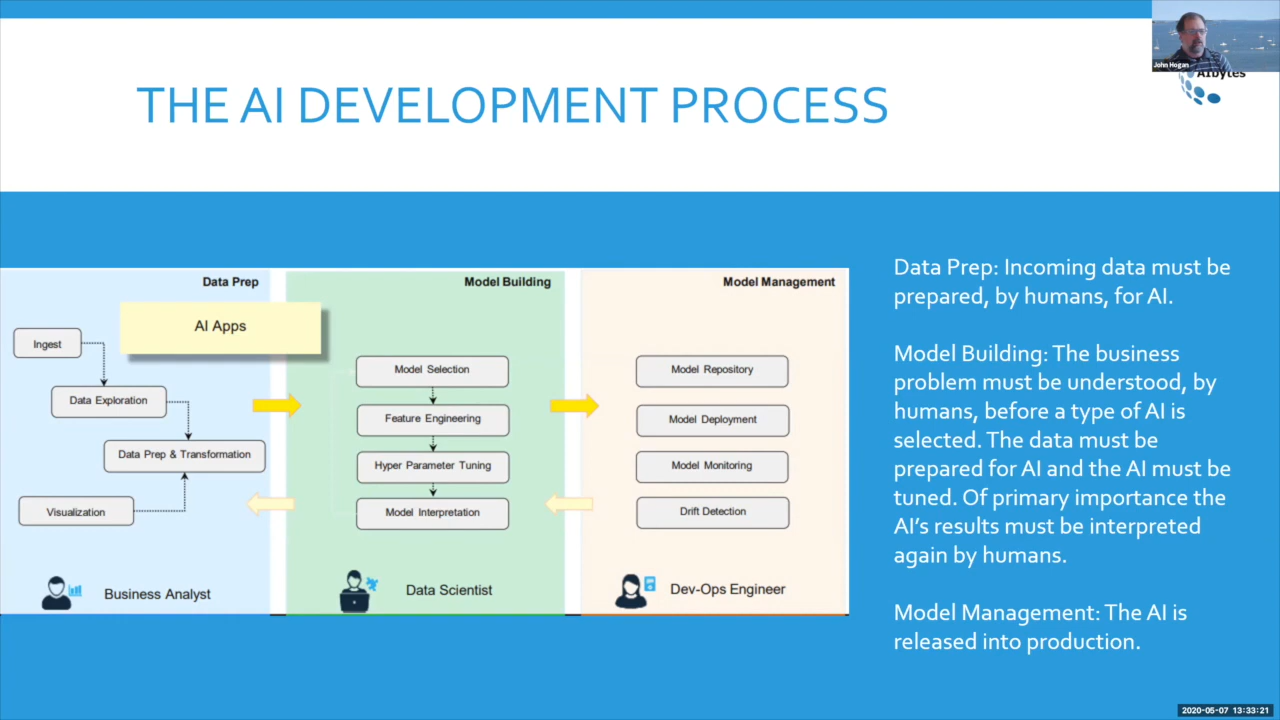 John Hogan
AIbytes
THE AI DEVELOPMENT PROCESS
Data Prep
AI Apps
Ingest
Data Exploration
Data Prep & Transformation
Visualization
Business Analyst
Model Building
Model Selection
Feature Engineering
Hyper Parameter Tuning
Model Interpretation
Data Scientist
Model Management
Model Repository
Model Deployment
Model Monitoring
Drift Detection
Dev-Ops Engineer
Data Prep: Incoming data must be
prepared, by humans, for AI.
Model Building: The business
problem must be understood, by
humans, before a type of AI is
selected. The data must be
prepared for AI and the AI must be
tuned. Of primary importance the
AI's results must be interpreted
again by humans.
Model Management: The AI is
released into production.
2020-05-07 13:33:21